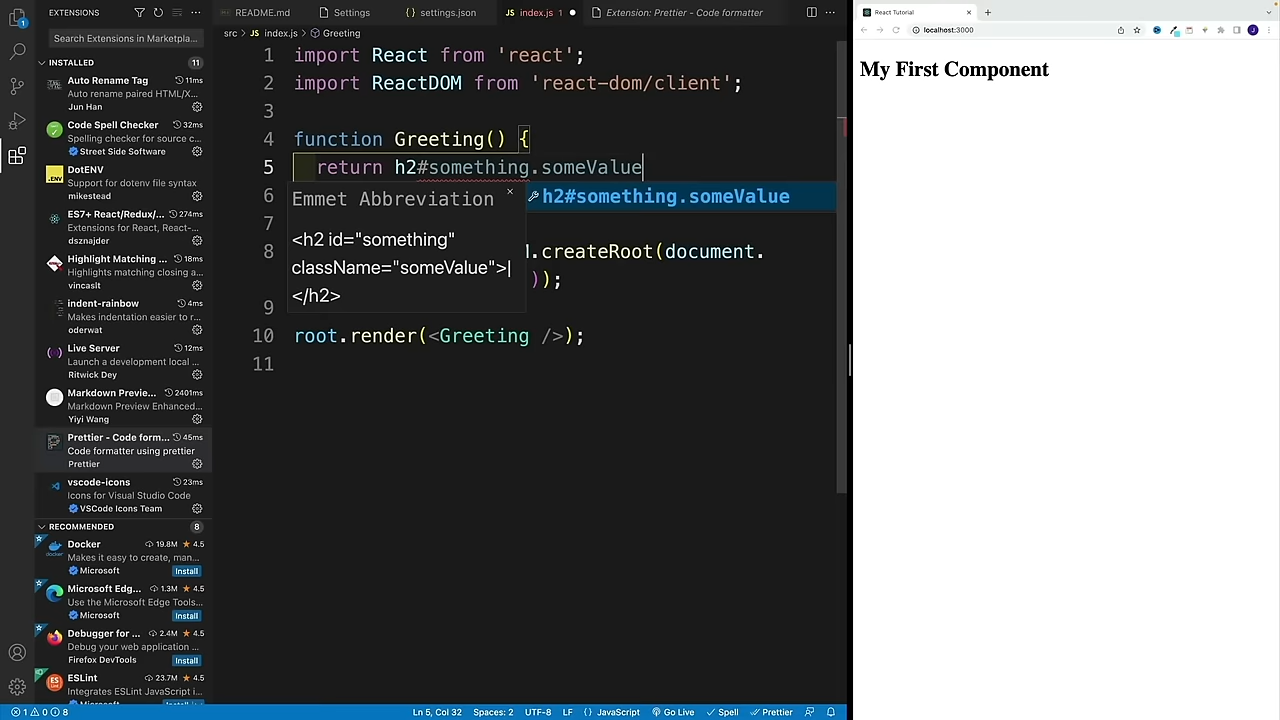 EXTENSIONS
Search Extensions in Marketpla...
INSTALLED 11
Auto Rename Tag 11ms
Auto rename paired HTML/X...
Jun Han
Code Spell Checker 32ms
Spelling checker for source c...
Street Side Software
DotENV
Support for dotenv file syntax
mikestead
ES7+ React/Redux/... 274ms
Extensions for React, React-...
dsznajder
Highlight Matching ... 18ms
Highlights matching closing a...
vincaslt
indent-rainbow 4ms
Makes indentation easier to r...
oderwat
Live Server 12ms
Launch a development local ...
Ritwick Dey
Markdown Previe... 2401ms
Markdown Preview Enhanced...
Yiyi Wang
Prettier - Code form... 45ms
Code formatter using prettier
Prettier
vscode-icons 23ms
Icons for Visual Studio Code
VSCode Icons Team
RECOMMENDED 8
Docker 19.8M 4.5
Makes it easy to create, man...
Microsoft Install
Microsoft Edg... 1.3M 4.5
Use the Microsoft Edge Tools...
Microsoft Install
Debugger for ... 2.4M 4.5
Debug your web application ...
Firefox DevTools Install
ESLint 23.7M 4.5
Integrates ESLint JavaScript i...
README.md Settings {} settings.json JS index.js 1 Extension: Prettier - Code formatter
src > JS index.js > Greeting
1 import React from 'react';
2 import ReactDOM from 'react-dom/client';
3
4 function Greeting() {
5 return h2#something.someValue
6
7
8 .createRoot(document.
));
9
10 root.render(<Greeting />);
11
Emmet Abbreviation ×
<h2 id="something"
className="someValue">|
</h2>
h2#something.someValue
1 0 8 Ln 5, Col 32 Spaces: 2 UTF-8 LF {} JavaScript Go Live Spell Prettier
React Tutorial
localhost:3000
J
My First Component